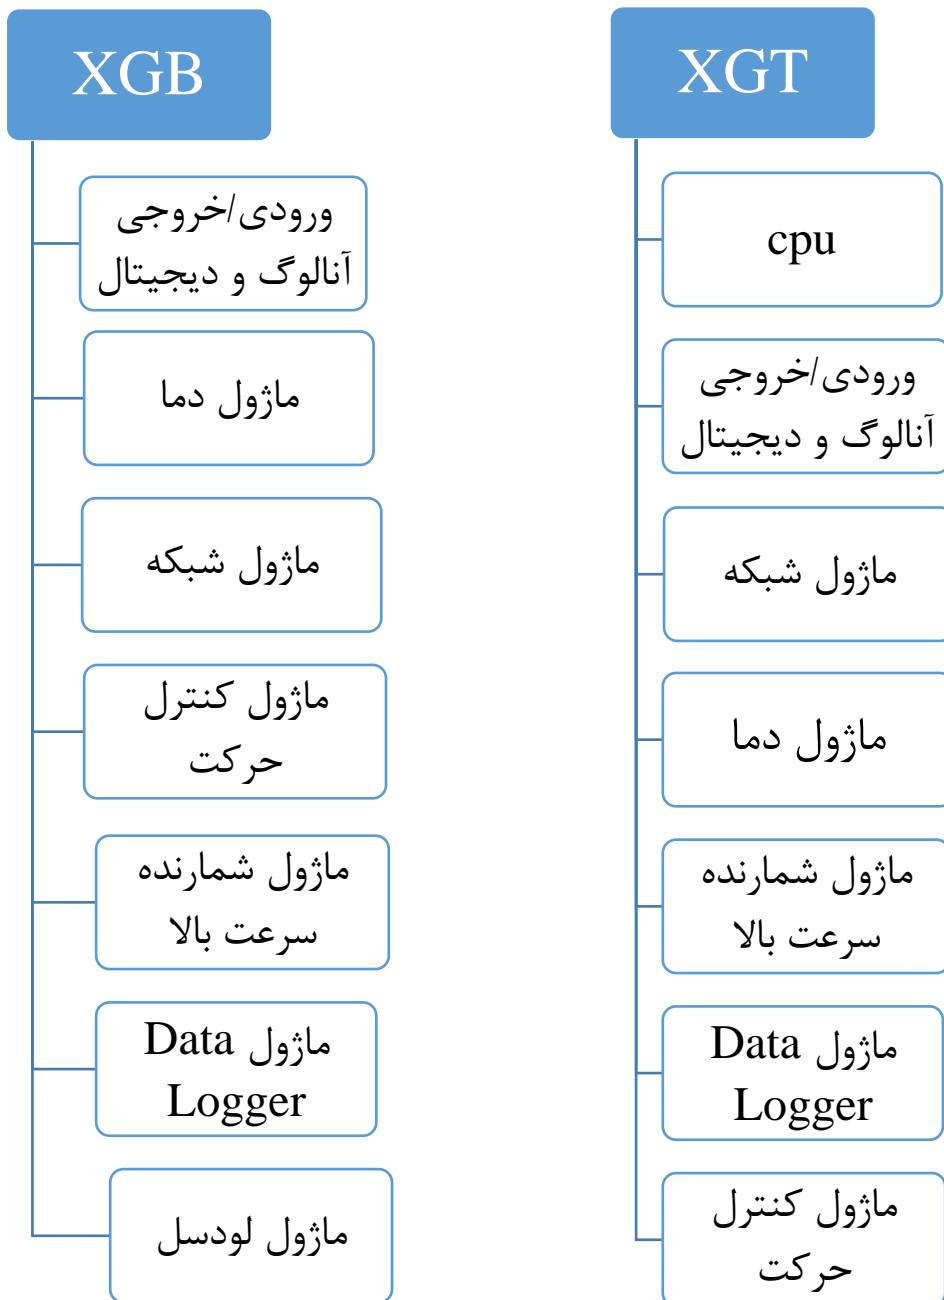 XGB
ورودی/خروجی
آنالوگ و دیجیتال
ماژول دما
ماژول شبکه
ماژول کنترل
حرکت
ماژول شمارنده
سرعت بالا
ماژول Data
Logger
ماژول لودسل
XGT
cpu
ورودی/خروجی
آنالوگ و دیجیتال
ماژول شبکه
ماژول دما
ماژول شمارنده
سرعت بالا
ماژول Data
Logger
ماژول کنترل
حرکت